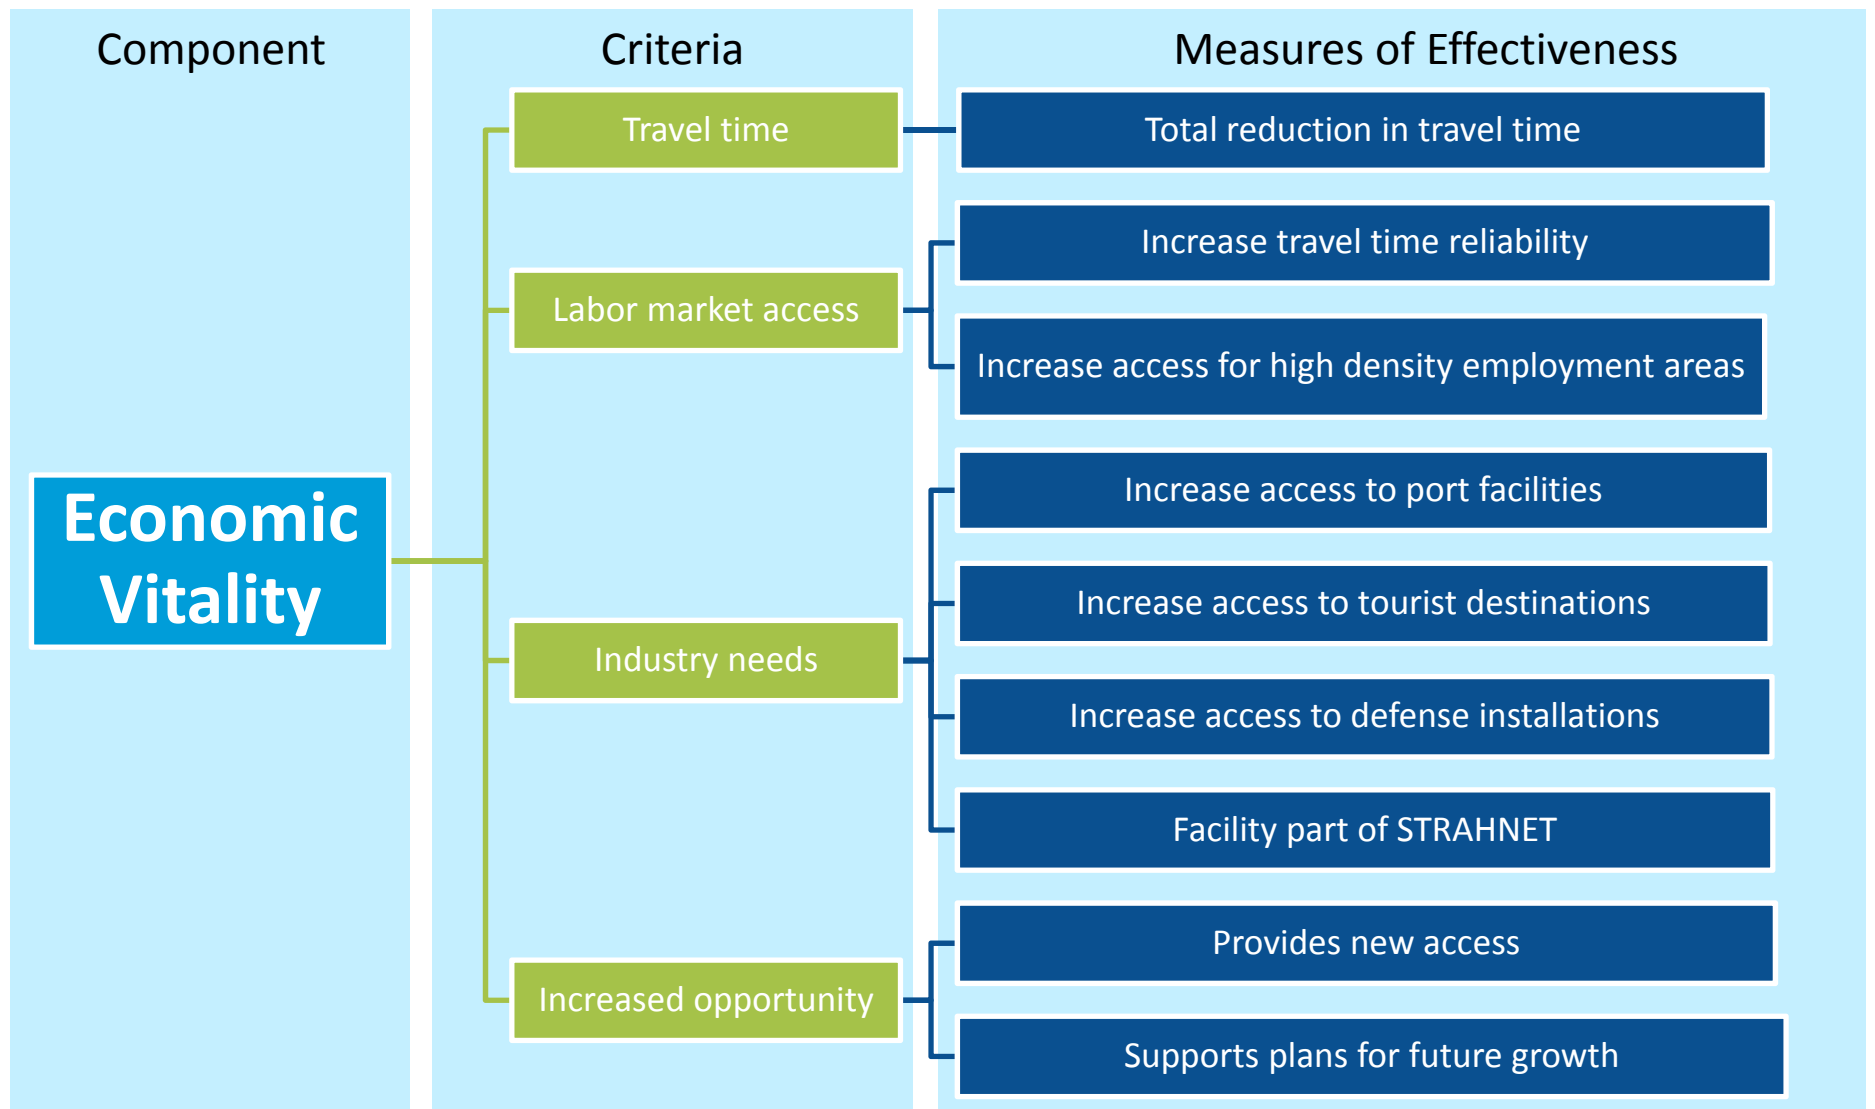 Component
Criteria
Measures of Effectiveness
Economic
Vitality
Travel time
Total reduction in travel time
Labor market access
Increase travel time reliability
Increase access for high density employment areas
Industry needs
Increase access to port facilities
Increase access to tourist destinations
Increase access to defense installations
Facility part of STRAHNET
Increased opportunity
Provides new access
Supports plans for future growth